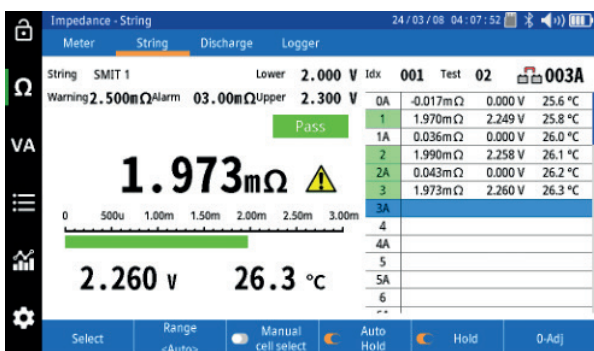 Impedance - String 24/03/08 04:07:52
Meter String Discharge Logger
String SMIT 1 Lower 2.000 V Idx 001 Test 02 003A
Warning 2.500mΩ Alarm 03.00mΩ Upper 2.300 V
0A -0.017mΩ 0.000 V 25.6 °C
Pass
1 1.970mΩ 2.249 V 25.8 °C
1A 0.036mΩ 0.000 V 26.0 °C
2 1.990mΩ 2.258 V 26.1 °C
2A 0.043mΩ 0.000 V 26.2 °C
3 1.973mΩ 2.260 V 26.3 °C
3A
4
4A
5
5A
6
1.973mΩ
0 500u 1.00m 1.50m 2.00m 2.50m 3.00m
2.260 V 26.3 °C
Ω
VA
Select
Range
<Auto>
Manual
cell select
Auto
Hold
Hold
0-Adj